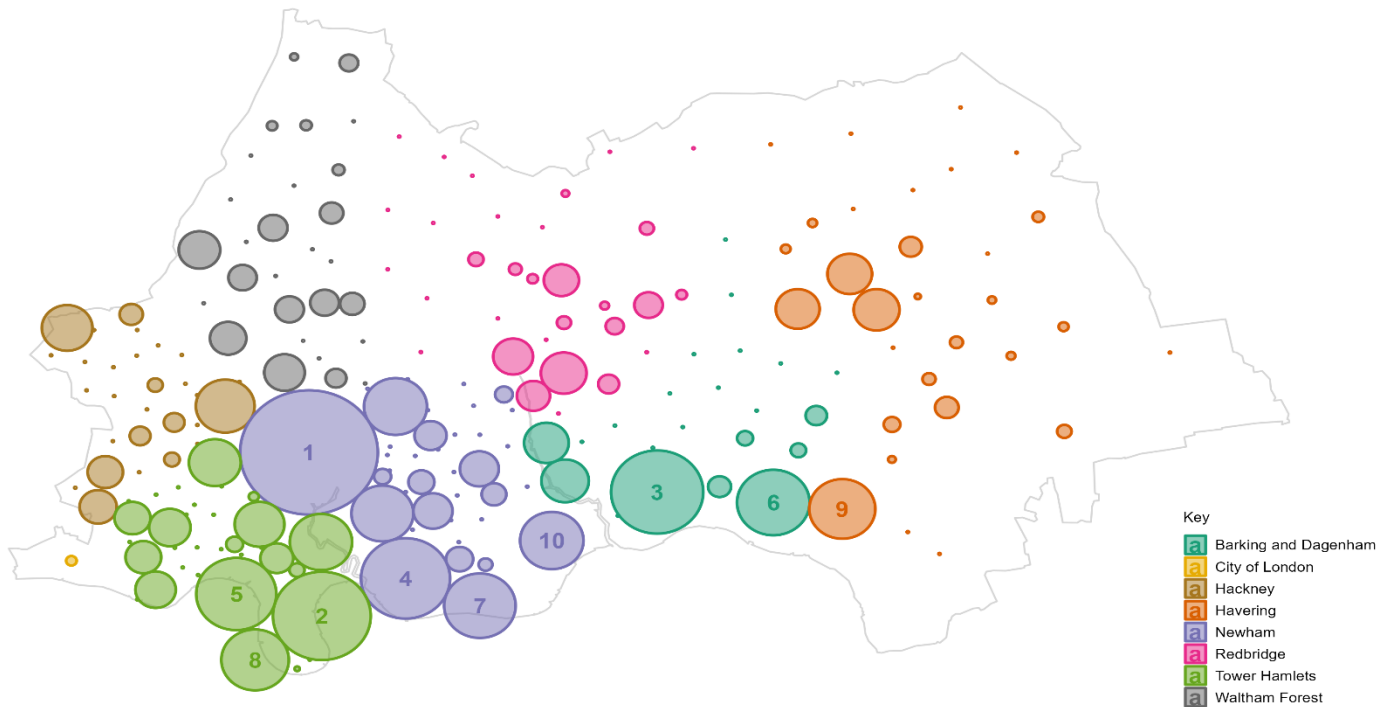 1
3
6
9
10
4
5
7
2
8
Key
a Barking and Dagenham
a City of London
a Hackney
a Havering
a Newham
a Redbridge
a Tower Hamlets
a Waltham Forest